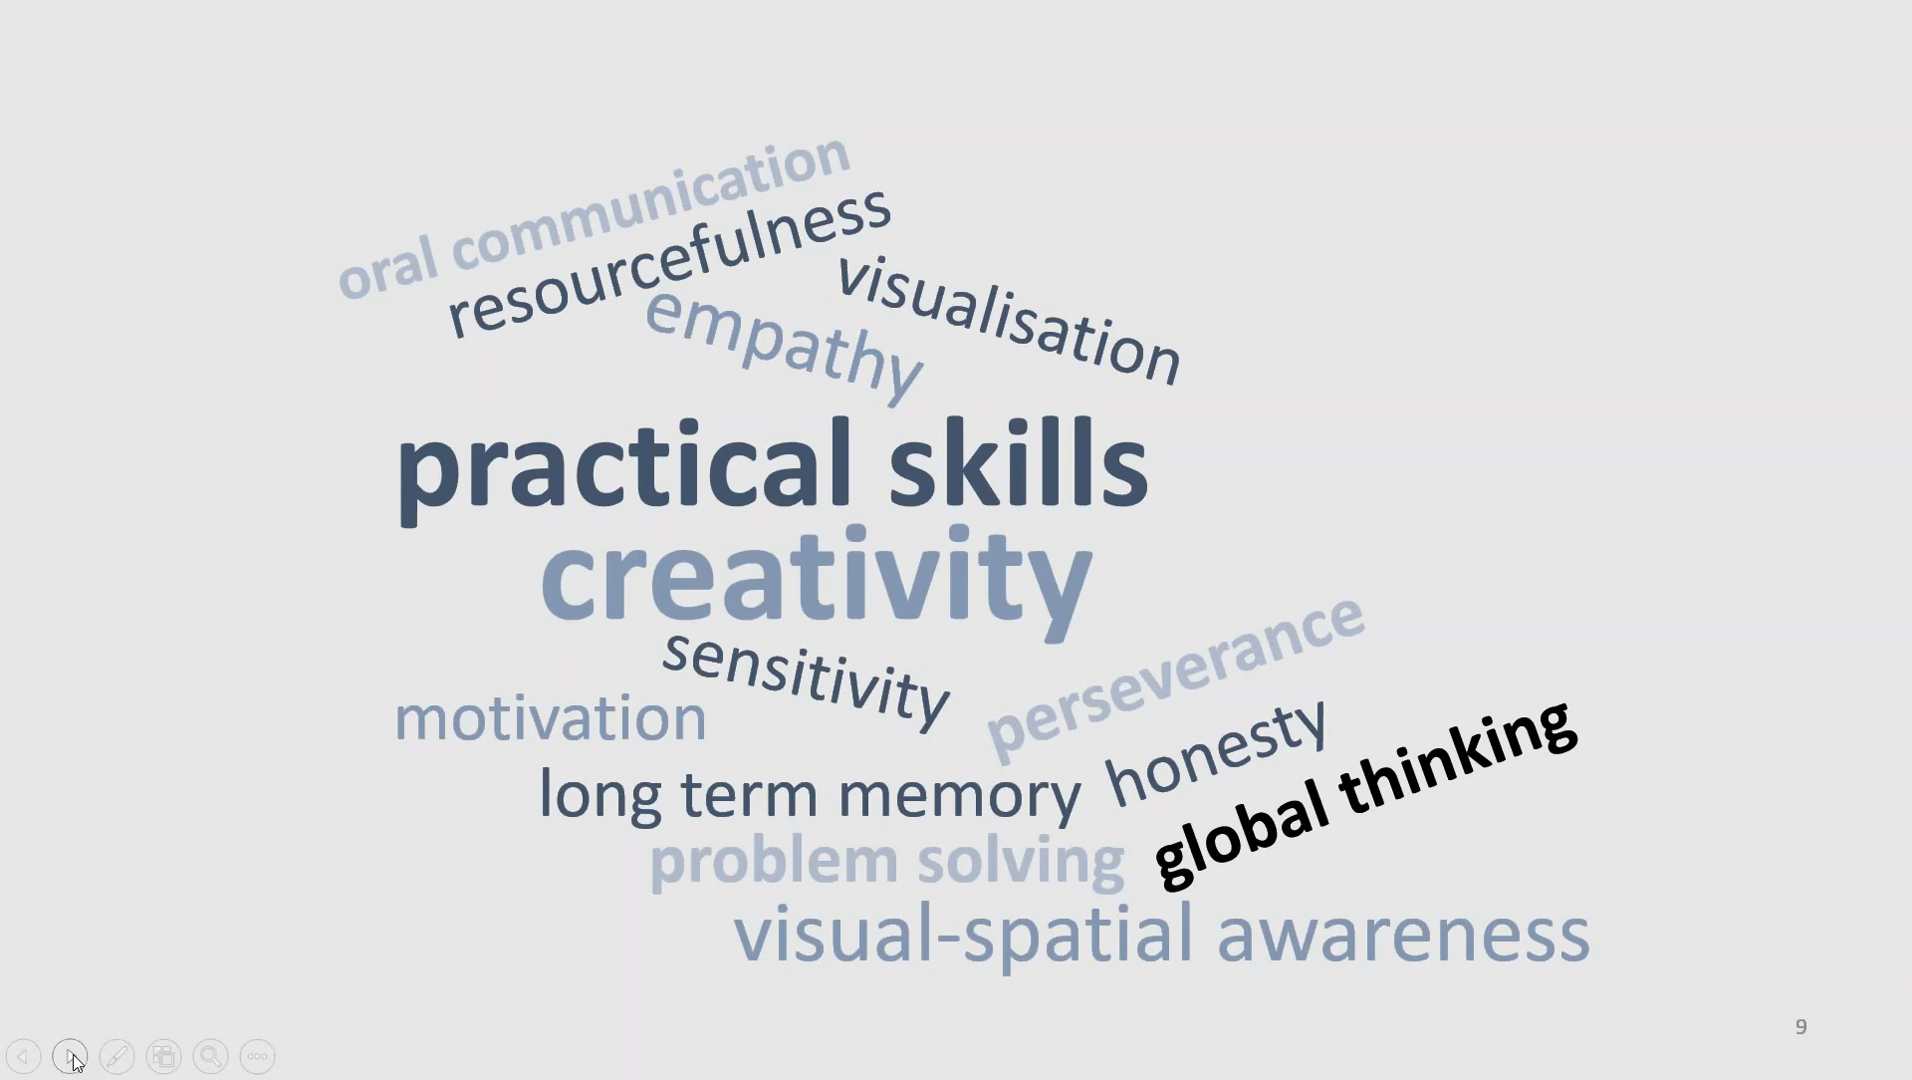 oral communication
resourcefulness
visualisation
empathy
practical skills
creativity
sensitivity
perseverance
motivation
honesty
global thinking
long term memory
problem solving
visual-spatial awareness
9